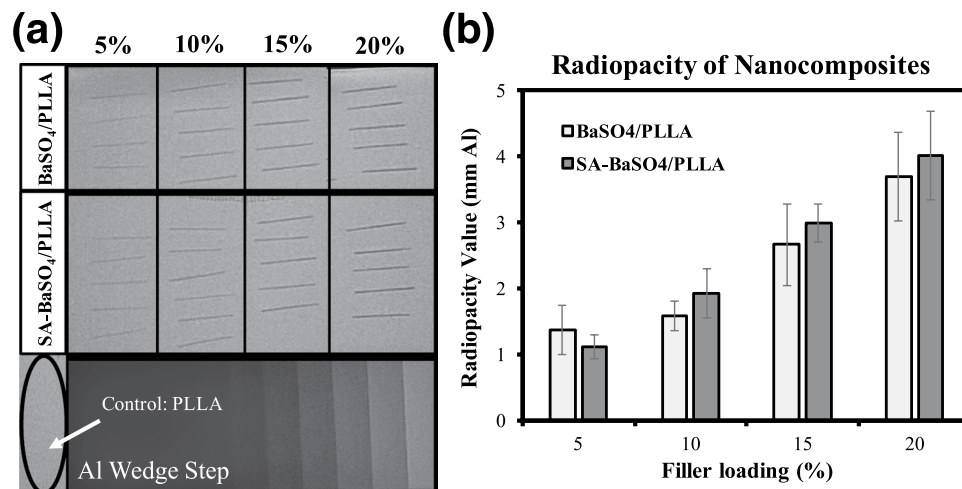 (a)
5% 10% 15% 20%
BaSO₄/PLLA
SA-BaSO₄/PLLA
Control: PLLA
Al Wedge Step
(b)
Radiopacity of Nanocomposites
Radiopacity Value (mm Al)
5
4
3
2
1
0
BaSO4/PLLA
SA-BaSO4/PLLA
5 10 15 20
Filler loading (%)